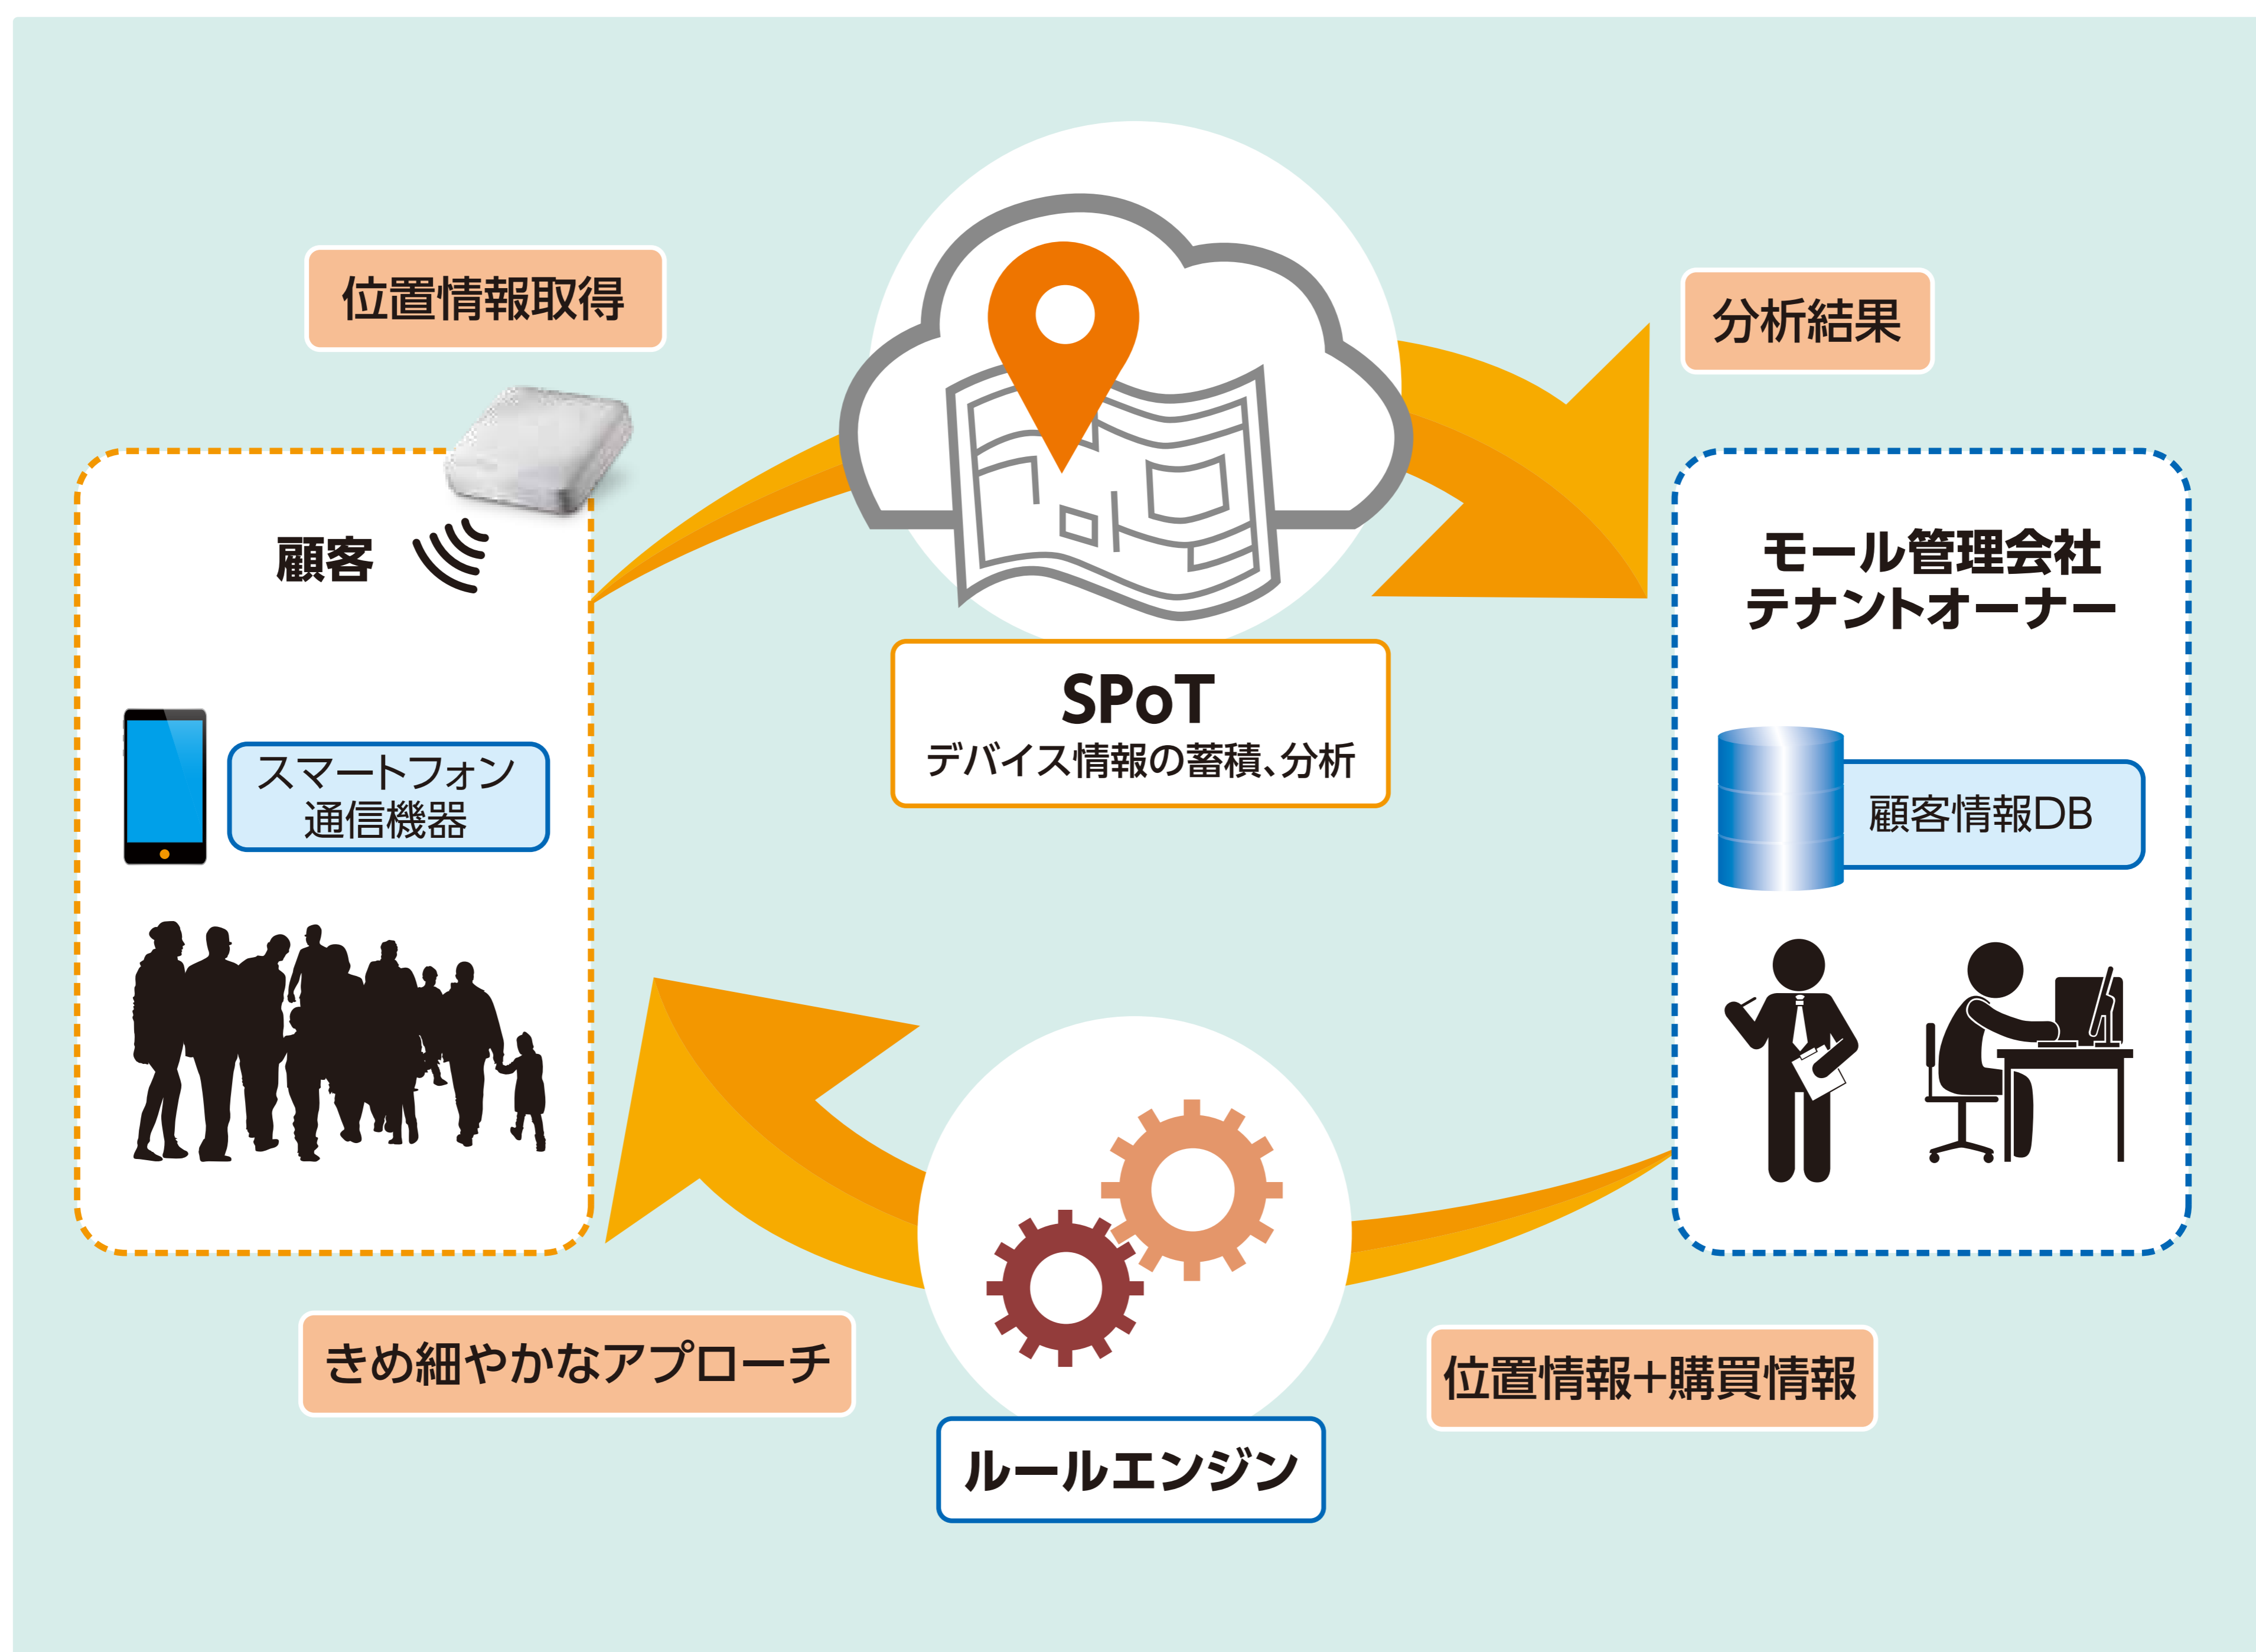 位置情報取得
分析結果
顧客
モール管理会社
テナントオーナー
SPoT
デバイス情報の蓄積、分析
スマートフォン
通信機器
顧客情報DB
きめ細やかなアプローチ
位置情報+購買情報
ルールエンジン